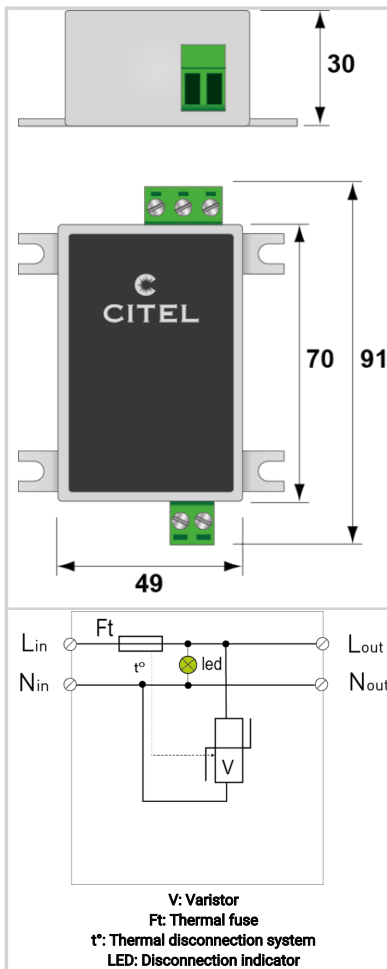 30
CITEL
70
91
49
Ft
Lin
Lout
t°
led
Nin
Nout
V
V: Varistor
Ft: Thermal fuse
t°: Thermal disconnection system
LED: Disconnection indicator